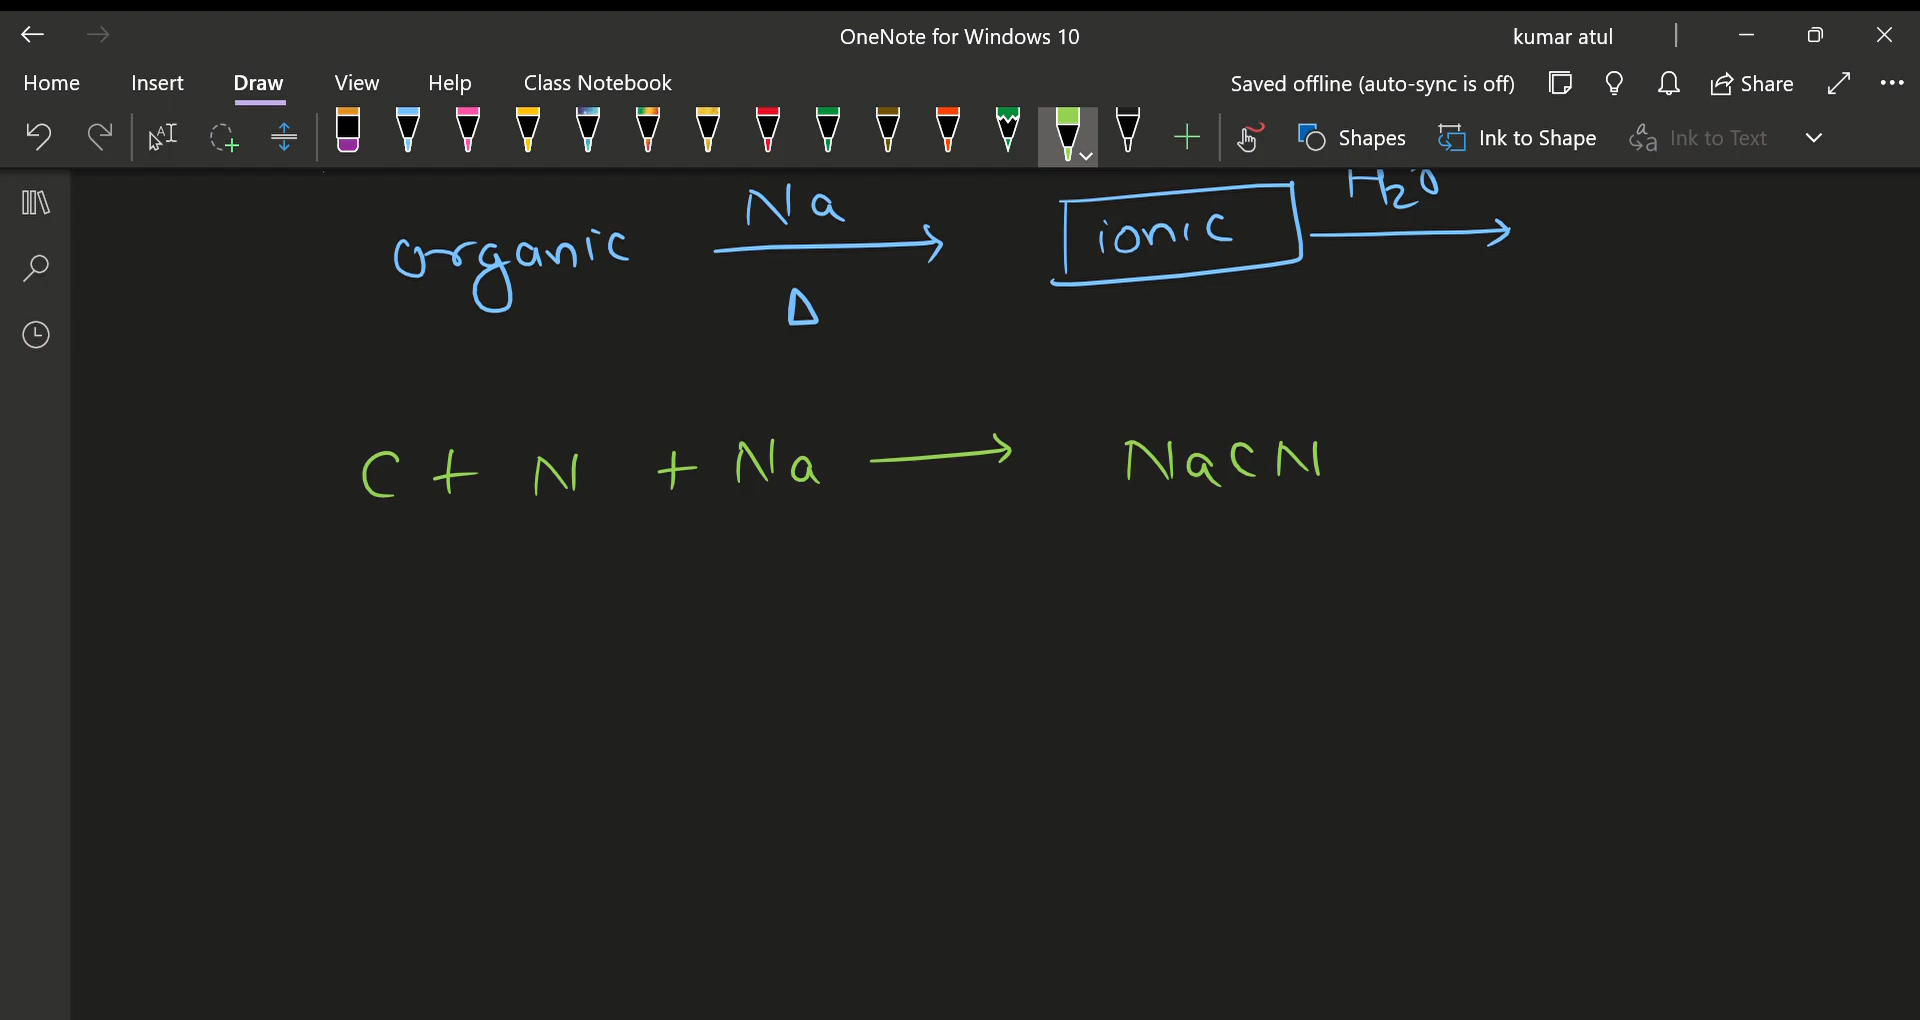 OneNote for Windows 10 kumar atul
Home Insert Draw View Help Class Notebook Saved offline (auto-sync is off) Share
Shapes Ink to Shape Ink to Text
Na H2O
organic ionic
Δ
C + N + Na → NaCN